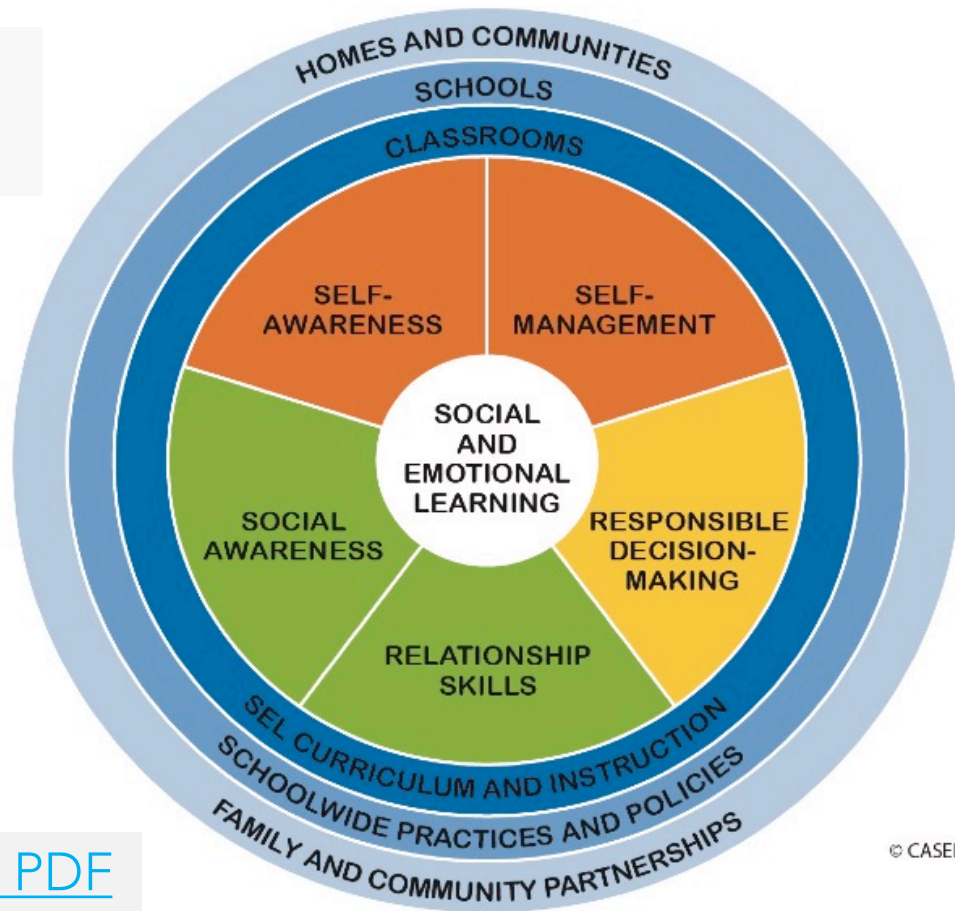 HOMES AND COMMUNITIES
SCHOOLS
CLASSROOMS
SELF-
AWARENESS
SELF-
MANAGEMENT
SOCIAL
AND
EMOTIONAL
LEARNING
SOCIAL
AWARENESS
RESPONSIBLE
DECISION-
MAKING
RELATIONSHIP
SKILLS
SEL CURRICULUM AND INSTRUCTION
SCHOOLWIDE PRACTICES AND POLICIES
FAMILY AND COMMUNITY PARTNERSHIPS
©
PDF